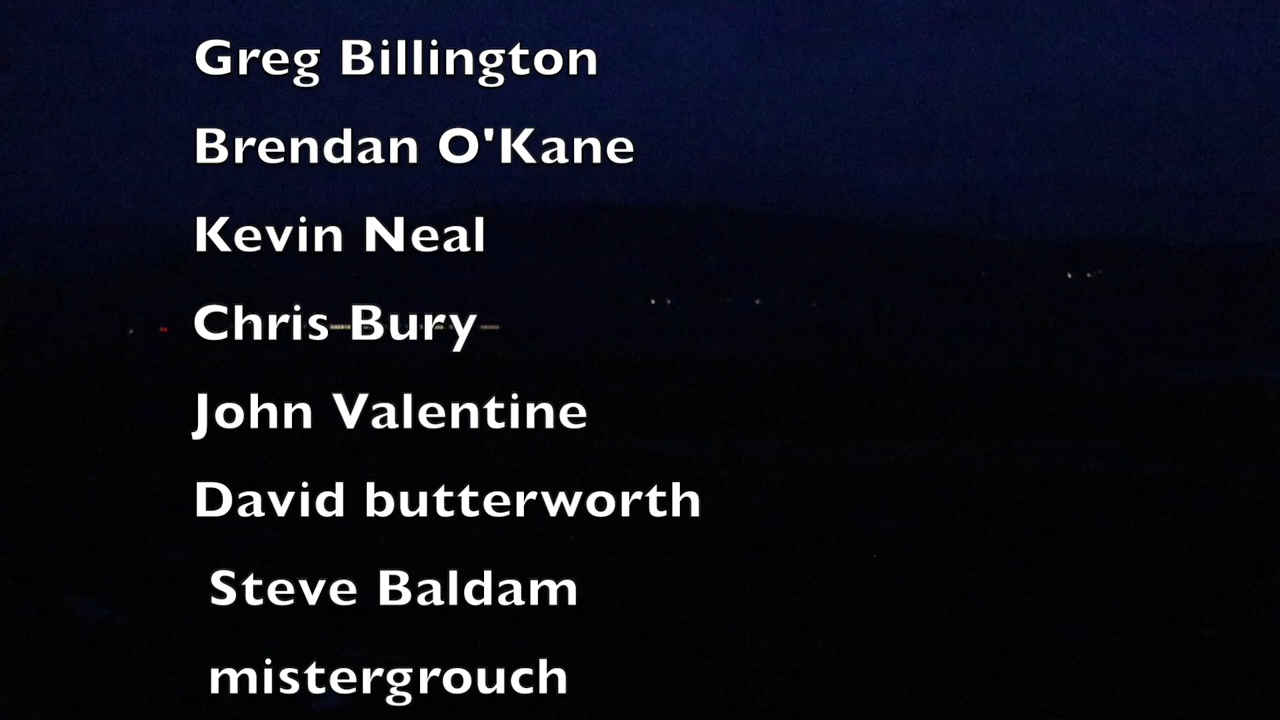 Greg Billington
Brendan O'Kane
Kevin Neal
Chris Bury
John Valentine
David butterworth
Steve Baldam
mistergrouch